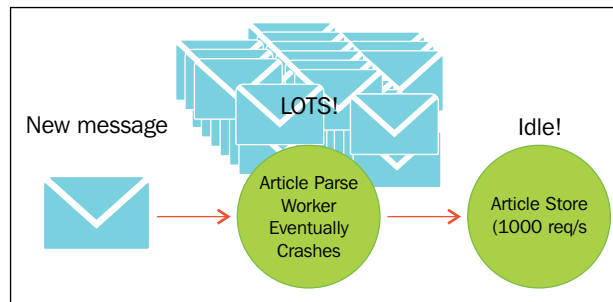 LOTS!
New message
Idle!
Article Parse
Worker
Eventually
Crashes
Article Store
(1000 req/s